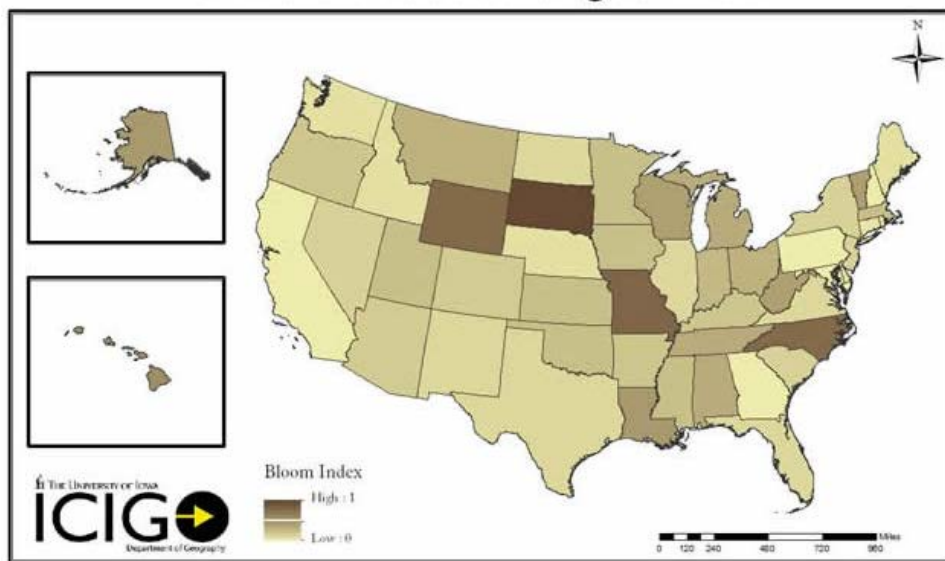 N
Bloom Index
High : 1
Low : 0
THE UNIVERSITY OF IOWA
ICIGO
Department of Geography
Miles
0 120 240 480 720 960